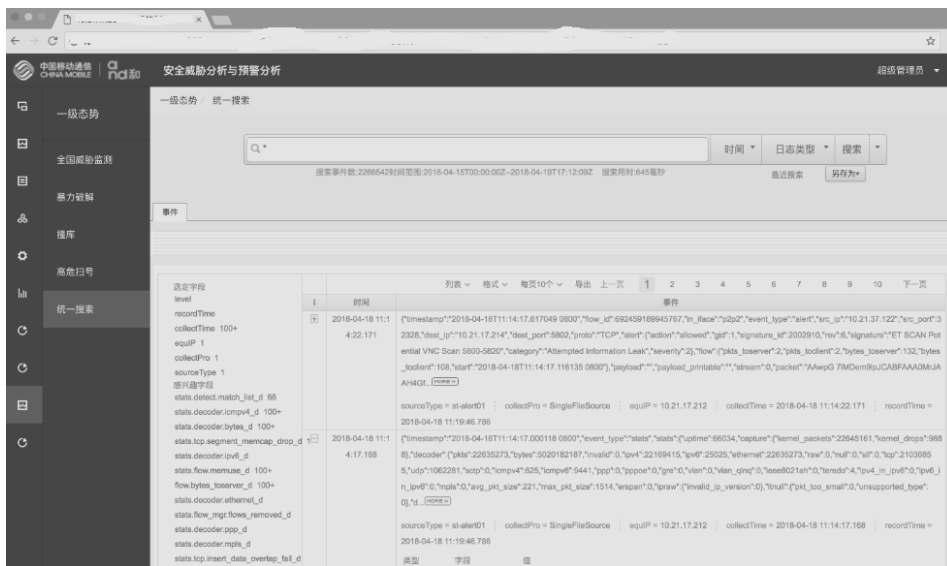 中国移动通信
CHINA MOBILE
and和
安全威胁分析与预警分析
超级管理员
一级态势
全国威胁监测
暴力破解
撞库
高危扫号
统一搜索
一级态势 / 统一搜索
*
时间
日志类型
搜索
搜索事件数:2266542时间范围:2018-04-15T00:00:00Z--2018-04-19T17:12:09Z 搜索用时:645毫秒
最近搜索
另存为
事件
列表 格式 每页10个 导出 上一页 1 2 3 4 5 6 7 8 9 10 下一页
选定字段
level
recordTime
collectTime 100+
equIP 1
collectPro 1
sourceType 1
感兴趣字段
stats.detect.match_list_d 66
stats.decoder.icmpv4_d 100+
stats.decoder.bytes_d 100+
stats.tcp.segment_memcap_drop_d
stats.decoder.ipv6_d
stats.flow.memuse_d 100+
flow.bytes_toserver_d 100+
stats.decoder.ethernet_d
stats.flow_mgr.flows_removed_d
stats.decoder.ppp_d
stats.decoder.mpls_d
stats.tcp.insert_data_overlap_fail_d
i 时间 事件
2018-04-18 11:1
4:22.171
{"timestamp":"2018-04-18T11:14:17.617049 0800","flow_id":692459189945767,"in_iface":"p2p2","event_type":"alert","src_ip":"10.21.37.122","src_port":3
2328,"dest_ip":"10.21.17.214","dest_port":5802,"proto":"TCP","alert":{"action":"allowed","gid":1,"signature_id":2002910,"rev":6,"signature":"ET SCAN Pot
ential VNC Scan 5800-5820","category":"Attempted Information Leak","severity":2},"flow":{"pkts_toserver":2,"pkts_toclient":2,"bytes_toserver":132,"bytes
_toclient":108,"start":"2018-04-18T11:14:17.116135 0800"},"payload":"","payload_printable":"","stream":0,"packet":
AH4Gf... MORE
sourceType = st-alert01 collectPro = SingleFileSource equIP = 10.21.17.212 collectTime = 2018-04-18 11:14:22.171 recordTime =
2018-04-18 11:19:46.786
2018-04-18 11:1
4:17.168
{"timestamp":"2018-04-18T11:14:17.000118 0800","event_type":"stats","stats":{"uptime":66034,"capture":{"kernel_packets":22645161,"kernel_drops":988
8},"decoder":{"pkts":22635273,"bytes":5020182187,"invalid":0,"ipv4":22169415,"ipv6":25025,"ethernet":22635273,"raw":0,"null":0,"sll":0,"tcp":2103685
5,"udp":1062281,"sctp":0,"icmpv4":625,"icmpv6":9441,"ppp":0,"pppoe":0,"gre":0,"vlan":0,"vlan_qinq":0,"ieee8021ah":0,"teredo":4,"ipv4_in_ipv6":0,"ipv6_i
n_ipv6":0,"mpls":0,"avg_pkt_size":221,"max_pkt_size":1514,"erspan":0,"ipraw":{"invalid_ip_version":0},"ltnull":{"pkt_too_small":0,"unsupported_type":
0},"d... MORE
sourceType = st-alert01 collectPro = SingleFileSource equIP = 10.21.17.212 collectTime = 2018-04-18 11:14:17.168 recordTime =
2018-04-18 11:19:46.786
类型 字段 值